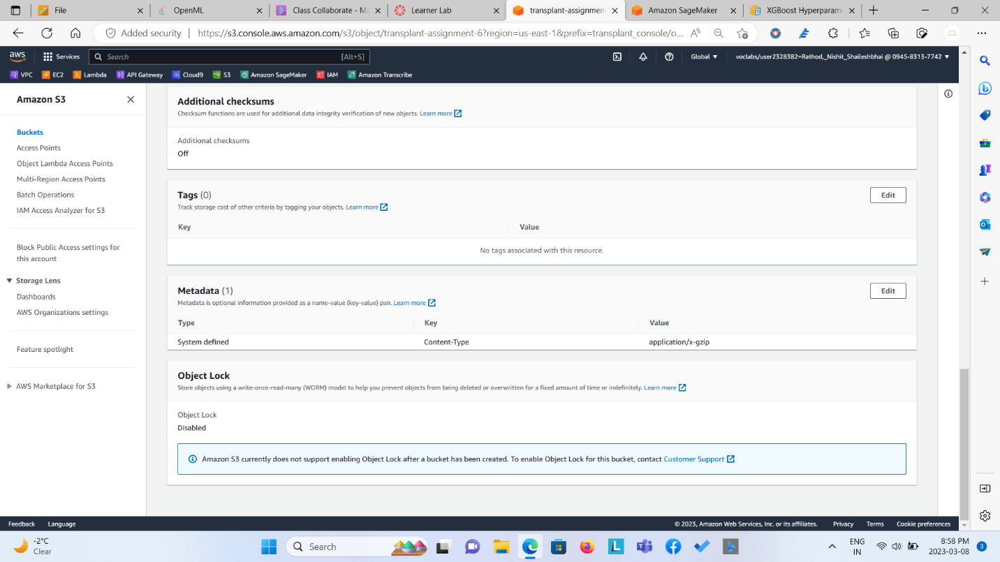 File
OpenML
Class Collaborate - Ma
Learner Lab
transplant-assignment
Amazon SageMaker
XGBoost Hyperparame
Added security
https://s3.console.aws.amazon.com/s3/object/transplant-assignment-6?region=us-east-1&prefix=transplant_console/o...
aws
Services
Search
[Alt+S]
Global
voclabs/user2328382=Rathod,_Nishit_Shaileshbhai @ 0945-8313-7742
VPC
EC2
Lambda
API Gateway
Cloud9
S3
Amazon SageMaker
IAM
Amazon Transcribe
Amazon S3
Buckets
Access Points
Object Lambda Access Points
Multi-Region Access Points
Batch Operations
IAM Access Analyzer for S3
Block Public Access settings for
this account
Storage Lens
Dashboards
AWS Organizations settings
Feature spotlight
AWS Marketplace for S3
Additional checksums
Checksum functions are used for additional data integrity verification of new objects. Learn more
Additional checksums
Off
Tags (0)
Edit
Track storage cost of other criteria by tagging your objects. Learn more
Key
Value
No tags associated with this resource.
Metadata (1)
Edit
Metadata is optional information provided as a name-value (key-value) pair. Learn more
Type
Key
Value
System defined
Content-Type
application/x-gzip
Object Lock
Store objects using a write-once-read-many (WORM) model to help you prevent objects from being deleted or overwritten for a fixed amount of time or indefinitely. Learn more
Object Lock
Disabled
Amazon S3 currently does not support enabling Object Lock after a bucket has been created. To enable Object Lock for this bucket, contact Customer Support
Feedback
Language
© 2023, Amazon Web Services, Inc. or its affiliates.
Privacy
Terms
Cookie preferences
-2°C
Clear
Search
ENG
IN
8:58 PM
2023-03-08
3